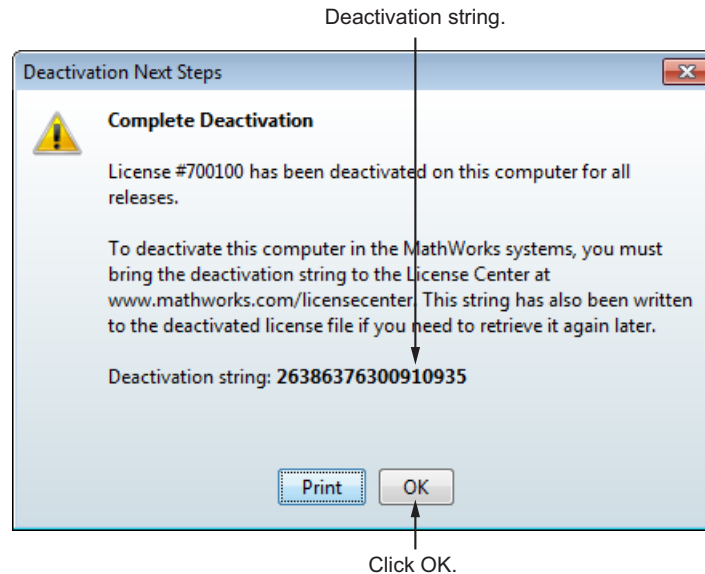 Deactivation string.
Deactivation Next Steps
Complete Deactivation
License #700100 has been deactivated on this computer for all
releases.
To deactivate this computer in the MathWorks systems, you must
bring the deactivation string to the License Center at
www.mathworks.com/licensecenter. This string has also been written
to the deactivated license file if you need to retrieve it again later.
Deactivation string: 26386376300910935
Print OK
Click OK.